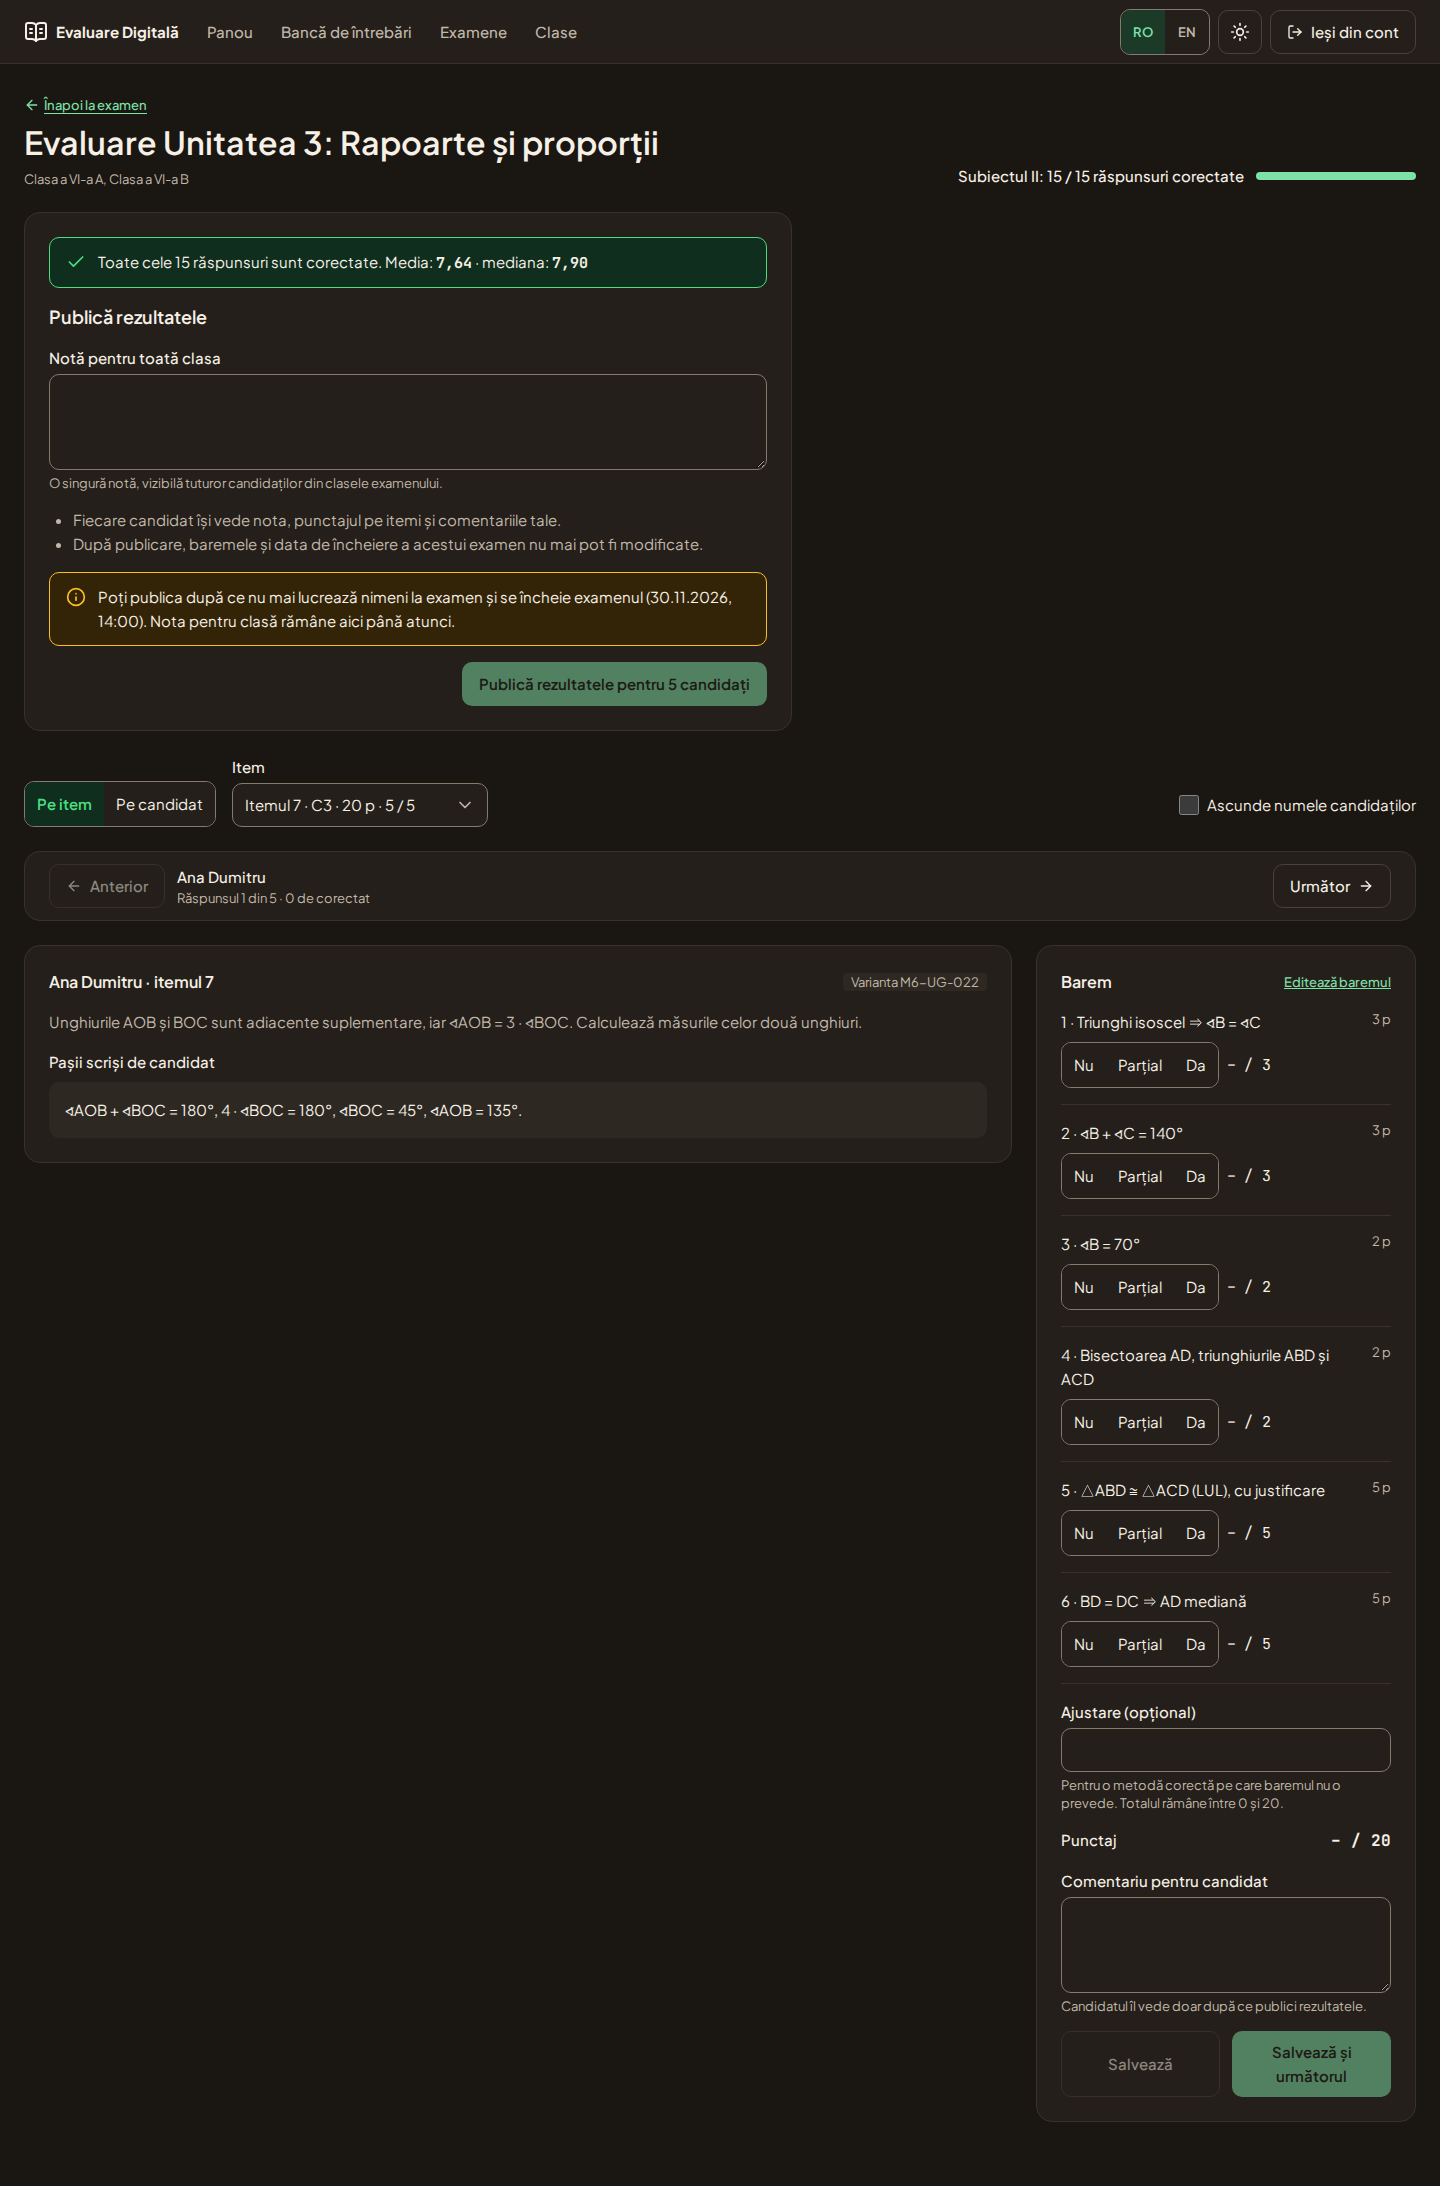 Evaluare Digitală
Panou
Bancă de întrebări
Examene
Clase
RO
EN
Ieși din cont
Înapoi la examen
Evaluare Unitatea 3: Rapoarte și proporții
Clasa a VI-a A, Clasa a VI-a B
Subiectul II: 15 / 15 răspunsuri corectate
Toate cele 15 răspunsuri sunt corectate. Media: 7,64 · mediana: 7,90
Publică rezultatele
Notă pentru toată clasa
O singură notă, vizibilă tuturor candidaților din clasele examenului.
• Fiecare candidat își vede nota, punctajul pe itemi și comentariile tale.
• După publicare, baremele și data de încheiere a acestui examen nu mai pot fi modificate.
Poți publica după ce nu mai lucrează nimeni la examen și se încheie examenul (30.11.2026,
14:00). Nota pentru clasă rămâne aici până atunci.
Publică rezultatele pentru 5 candidați
Pe item
Pe candidat
Item
Itemul 7 · C3 · 20 p · 5 / 5
Ascunde numele candidaților
Anterior
Ana Dumitru
Răspunsul 1 din 5 · 0 de corectat
Următor
Ana Dumitru · itemul 7
Varianta M6-UG-022
Unghiurile AOB și BOC sunt adiacente suplementare, iar ∢AOB = 3 · ∢BOC. Calculează măsurile celor două unghiuri.
Pașii scriși de candidat
∢AOB + ∢BOC = 180°, 4 · ∢BOC = 180°, ∢BOC = 45°, ∢AOB = 135°.
Barem
Editează baremul
1 · Triunghi isoscel ⇒ ∢B = ∢C
3 p
Nu Parțial Da – / 3
2 · ∢B + ∢C = 140°
3 p
Nu Parțial Da – / 3
3 · ∢B = 70°
2 p
Nu Parțial Da – / 2
4 · Bisectoarea AD, triunghiurile ABD și
ACD
2 p
Nu Parțial Da – / 2
5 · △ABD ≅ △ACD (LUL), cu justificare
5 p
Nu Parțial Da – / 5
6 · BD = DC ⇒ AD mediană
5 p
Nu Parțial Da – / 5
Ajustare (opțional)
Pentru o metodă corectă pe care baremul nu o
prevede. Totalul rămâne între 0 și 20.
Punctaj
– / 20
Comentariu pentru candidat
Candidatul îl vede doar după ce publici rezultatele.
Salvează
Salvează și
următorul